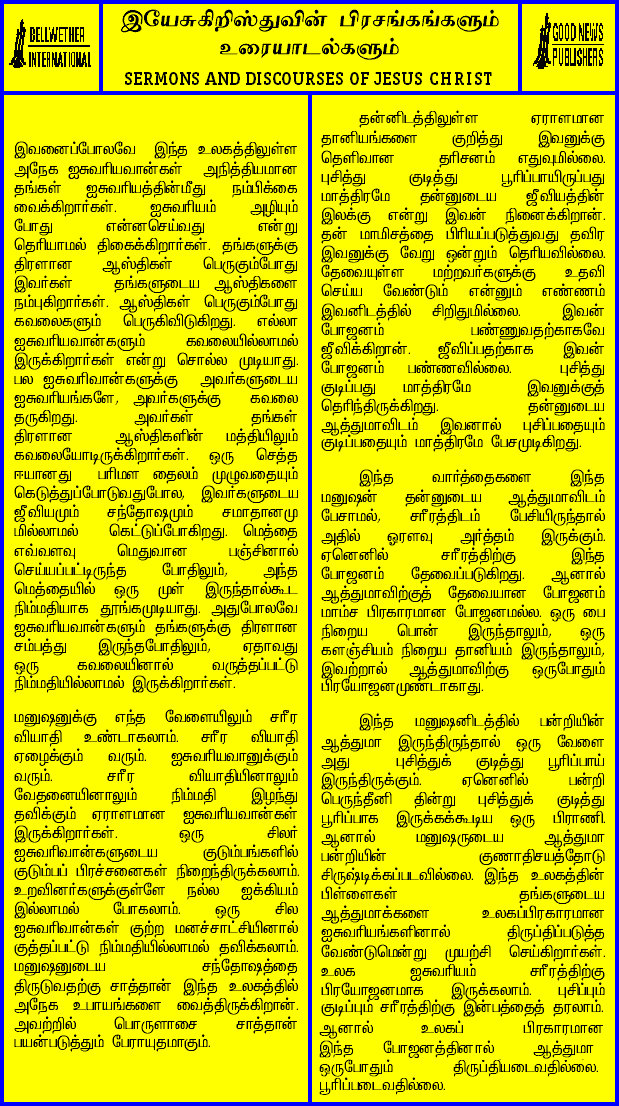 BELLWETHER
INTERNATIONAL
இயேசுகிறிஸ்துவின் பிரசங்கங்களும்
உரையாடல்களும்
SERMONS AND DISCOURSES OF JESUS CHRIST
GOOD NEWS
PUBLISHERS
இவனைப்போலவே இந்த உலகத்திலுள்ள
அநேக ஐசுவரியவான்கள் அநித்தியமான
தங்கள் ஐசுவரியத்தின்மீது நம்பிக்கை
வைக்கிறார்கள். ஐசுவரியம் அழியும்
போது என்னசெய்வது என்று
தெரியாமல் திகைக்கிறார்கள். தங்களுக்கு
திரளான ஆஸ்திகள் பெருகும்போது
இவர்கள் தங்களுடைய ஆஸ்திகளை
நம்புகிறார்கள். ஆஸ்திகள் பெருகும்போது
கவலைகளும் பெருகிவிடுகிறது. எல்லா
ஐசுவரியவான்களும் கவலையில்லாமல்
இருக்கிறார்கள் என்று சொல்ல முடியாது.
பல ஐசுவரிவான்களுக்கு அவர்களுடைய
ஐசுவரியங்களே, அவர்களுக்கு கவலை
தருகிறது. அவர்கள் தங்கள்
திரளான ஆஸ்திகளின் மத்தியிலும்
கவலையோடிருக்கிறார்கள். ஒரு செத்த
ஈயானது பரிமள தைலம் முழுவதையும்
கெடுத்துப்போடுவதுபோல, இவர்களுடைய
ஜீவியமும் சந்தோஷமும் சமாதானமு
மில்லாமல் கெட்டுப்போகிறது. மெத்தை
எவ்வளவு மெதுவான பஞ்சினால்
செய்யப்பட்டிருந்த போதிலும், அந்த
மெத்தையில் ஒரு முள் இருந்தால்கூட
நிம்மதியாக தூங்கமுடியாது. அதுபோலவே
ஐசுவரியவான்களும் தங்களுக்கு திரளான
சம்பத்து இருந்தபோதிலும், ஏதாவது
ஒரு கவலையினால் வருத்தப்பட்டு
நிம்மதியில்லாமல் இருக்கிறார்கள்.
மனுஷனுக்கு எந்த வேளையிலும் சரீர
வியாதி உண்டாகலாம். சரீர வியாதி
ஏழைக்கும் வரும். ஐசுவரியவானுக்கும்
வரும். சரீர வியாதியினாலும்
வேதனையினாலும் நிம்மதி இழந்து
தவிக்கும் ஏராளமான ஐசுவரியவான்கள்
இருக்கிறார்கள். ஒரு சிலர்
ஐசுவரியவான்களுடைய குடும்பங்களில்
குடும்பப் பிரச்சனைகள் நிறைந்திருக்கலாம்.
உறவினர்களுக்குள்ளே நல்ல ஐக்கியம்
இல்லாமல் போகலாம். ஒரு சில
ஐசுவரிவான்கள் குற்ற மனச்சாட்சியினால்
குத்தப்பட்டு நிம்மதியில்லாமல் தவிக்கலாம்.
மனுஷனுடைய சந்தோஷத்தை
திருடுவதற்கு சாத்தான் இந்த உலகத்தில்
அநேக உபாயங்களை வைத்திருக்கிறான்.
அவற்றில் பொருளாசை சாத்தான்
பயன்படுத்தும் பேராயுதமாகும்.
தன்னிடத்திலுள்ள ஏராளமான
தானியங்களை குறித்து இவனுக்கு
தெளிவான தரிசனம் எதுவுமில்லை.
புசித்து குடித்து பூரிப்பாயிருப்பது
மாத்திரமே தன்னுடைய ஜீவியத்தின்
இலக்கு என்று இவன் நினைக்கிறான்.
தன் மாமிசத்தை பிரியப்படுத்துவது தவிர
இவனுக்கு வேறு ஒன்றும் தெரியவில்லை.
தேவையுள்ள மற்றவர்களுக்கு உதவி
செய்ய வேண்டும் என்னும் எண்ணம்
இவனிடத்தில் சிறிதுமில்லை. இவன்
போஜனம் பண்ணுவதற்காகவே
ஜீவிக்கிறான். ஜீவிப்பதற்காக இவன்
போஜனம் பண்ணவில்லை. புசித்து
குடிப்பது மாத்திரமே இவனுக்குத்
தெரிந்திருக்கிறது. தன்னுடைய
ஆத்துமாவிடம் இவனால் புசிப்பதையும்
குடிப்பதையும் மாத்திரமே பேசமுடிகிறது.
இந்த வார்த்தைகளை இந்த
மனுஷன் தன்னுடைய ஆத்துமாவிடம்
பேசாமல், சரீரத்திடம் பேசியிருந்தால்
அதில் ஓரளவு அர்த்தம் இருக்கும்.
ஏனெனில் சரீரத்திற்கு இந்த
போஜனம் தேவைப்படுகிறது. ஆனால்
ஆத்துமாவிற்குத் தேவையான போஜனம்
மாம்ச பிரகாரமான போஜனமல்ல. ஒரு பை
நிறைய பொன் இருந்தாலும், ஒரு
களஞ்சியம் நிறைய தானியம் இருந்தாலும்,
இவற்றால் ஆத்துமாவிற்கு ஒருபோதும்
பிரயோஜனமுண்டாகாது.
இந்த மனுஷனிடத்தில் பன்றியின்
ஆத்துமா இருந்திருந்தால் ஒரு வேளை
அது புசித்துக் குடித்து பூரிப்பாய்
இருந்திருக்கும். ஏனெனில் பன்றி
பெருந்தீனி தின்று புசித்துக் குடித்து
பூரிப்பாக இருக்கக்கூடிய ஒரு பிராணி.
ஆனால் மனுஷருடைய ஆத்துமா
பன்றியின் குணாதிசயத்தோடு
சிருஷ்டிக்கப்படவில்லை. இந்த உலகத்தின்
பிள்ளைகள் தங்களுடைய
ஆத்துமாக்களை உலகப்பிரகாரமான
ஐசுவரியங்களினால் திருப்திப்படுத்த
வேண்டுமென்று முயற்சி செய்கிறார்கள்.
உலக ஐசுவரியம் சரீரத்திற்கு
பிரயோஜனமாக இருக்கலாம். புசிப்பும்
குடிப்பும் சரீரத்திற்கு இன்பத்தைத் தரலாம்.
ஆனால் உலகப் பிரகாரமான
இந்த போஜனத்தினால் ஆத்துமா
ஒருபோதும் திருப்தியடைவதில்லை.
பூரிப்படைவதில்லை.